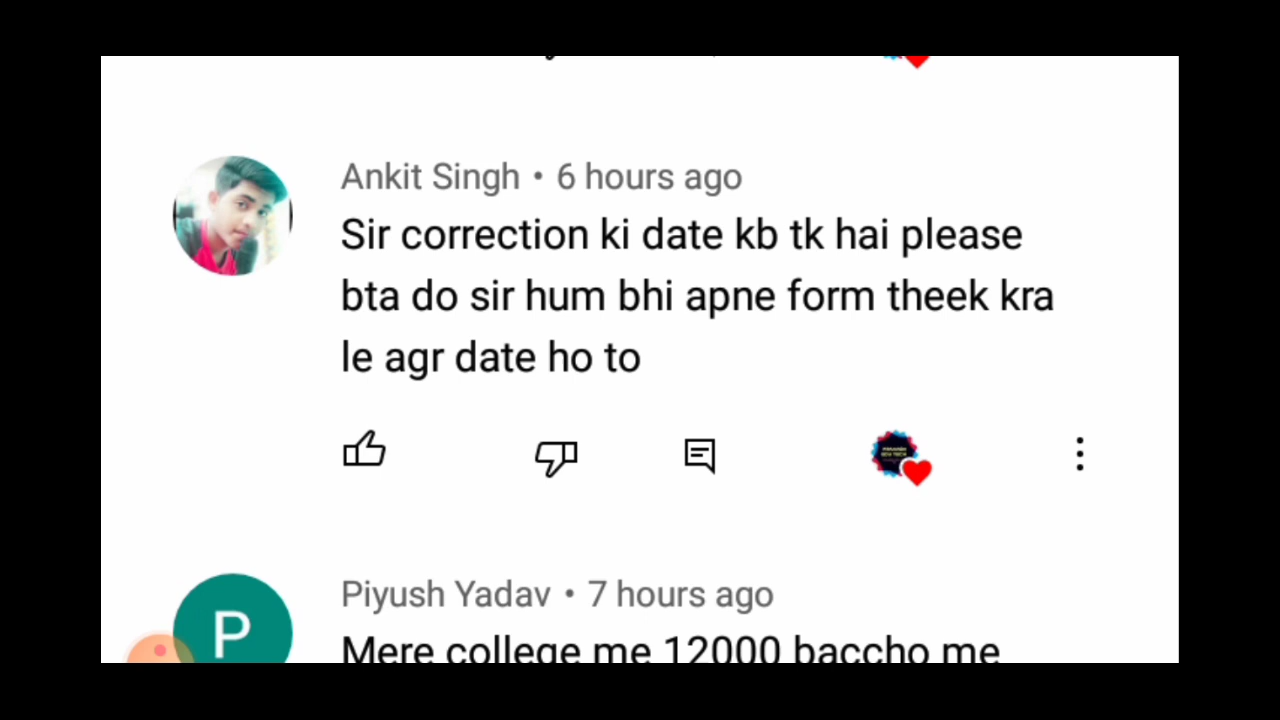 Ankit Singh • 6 hours ago
Sir correction ki date kb tk hai please
bta do sir hum bhi apne form theek kra
le agr date ho to
P
Piyush Yadav • 7 hours ago
Mere college me 12000 baccho me